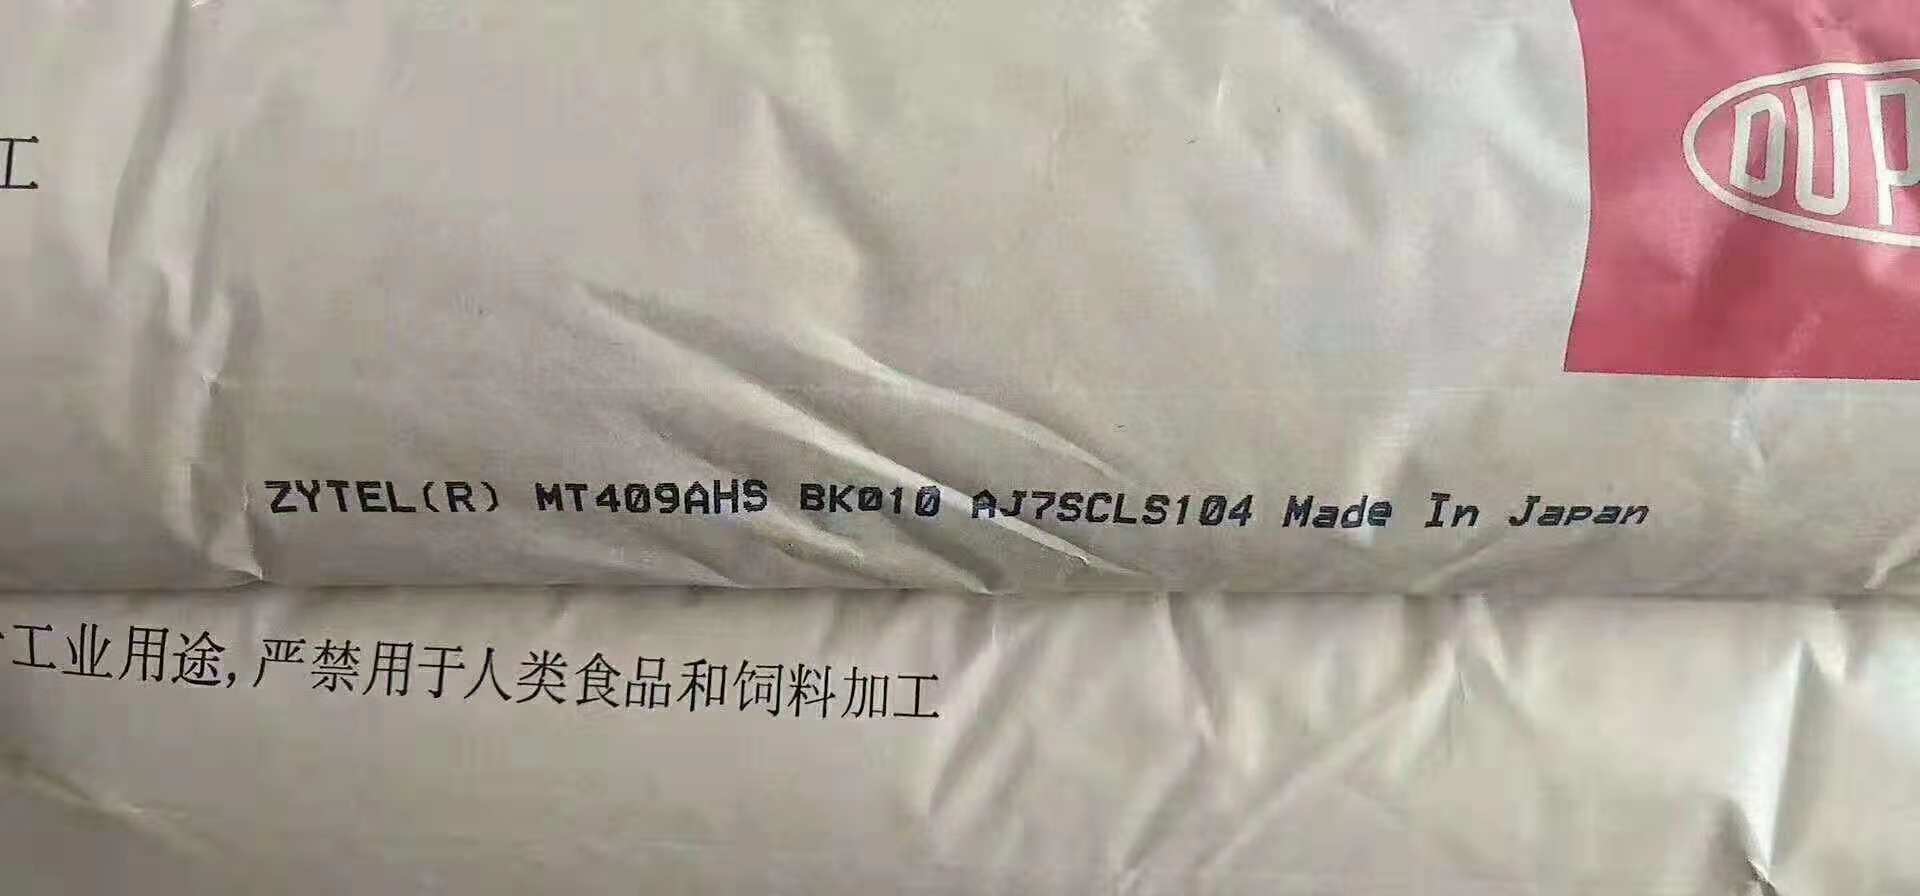 DUP
工
ZYTEL(R) MT409AHS BK010 AJ7SCLS104 Made In Japan
工业用途,严禁用于人类食品和饲料加工